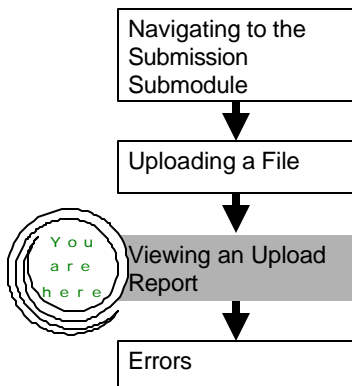 Navigating to the
Submission
Submodule
Uploading a File
You
are
here
Viewing an Upload
Report
Errors